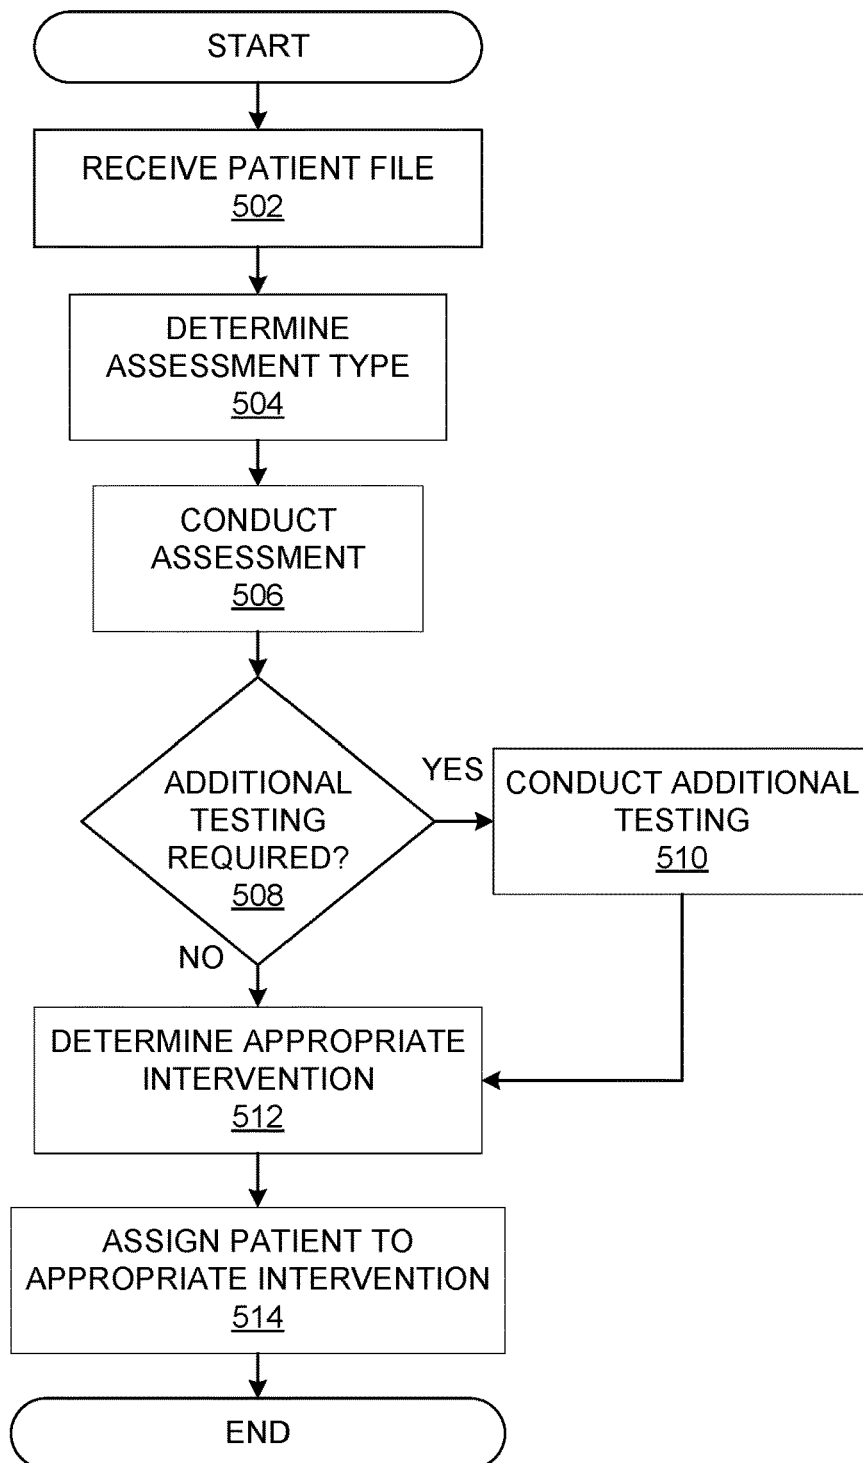 START
RECEIVE PATIENT FILE
502
DETERMINE
ASSESSMENT TYPE
504
CONDUCT
ASSESSMENT
506
ADDITIONAL
TESTING
REQUIRED?
508
YES
CONDUCT ADDITIONAL
TESTING
510
NO
DETERMINE APPROPRIATE
INTERVENTION
512
ASSIGN PATIENT TO
APPROPRIATE INTERVENTION
514
END